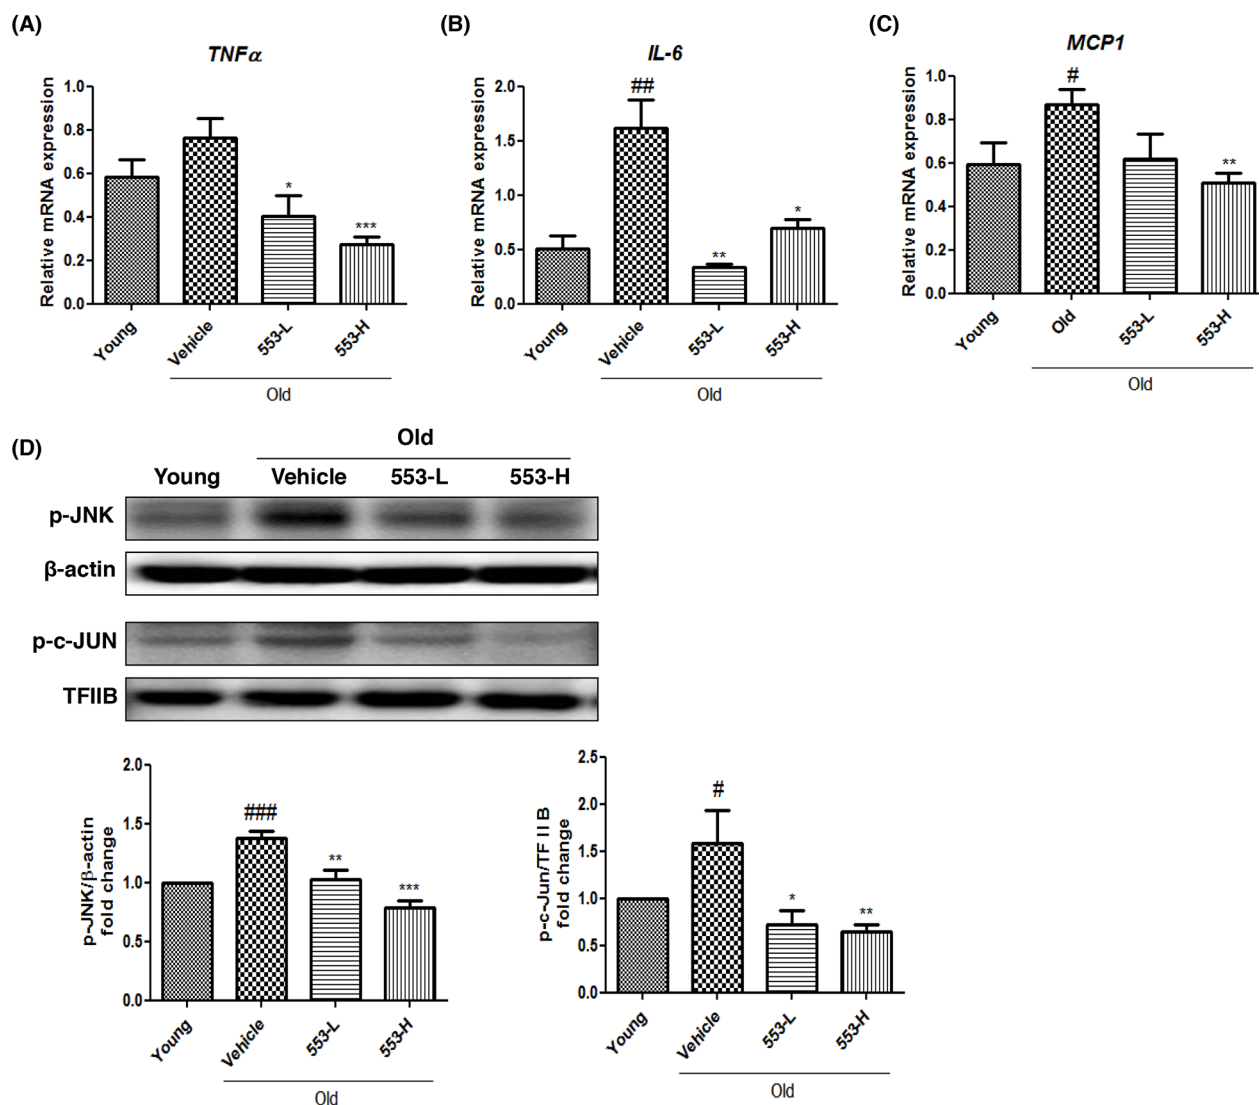 (A)
TNFα
Relative mRNA expression
1.0
0.8
0.6
0.4
0.2
0.0
*
***
Young
Vehicle
553-L
553-H
Old
(B)
IL-6
Relative mRNA expression
2.0
1.5
1.0
0.5
0.0
##
**
*
Young
Vehicle
553-L
553-H
Old
(C)
MCP1
Relative mRNA expression
1.0
0.8
0.6
0.4
0.2
0.0
#
**
Young
Old
553-L
553-H
Old
(D)
Old
Young Vehicle 553-L 553-H
p-JNK
β-actin
p-c-JUN
TFIIB
p-JNK/β-actin
fold change
2.0
1.5
1.0
0.5
0.0
###
**
***
Young
Vehicle
553-L
553-H
Old
p-c-Jun/TF II B
fold change
2.5
2.0
1.5
1.0
0.5
0.0
#
*
**
Young
Vehicle
553-L
553-H
Old